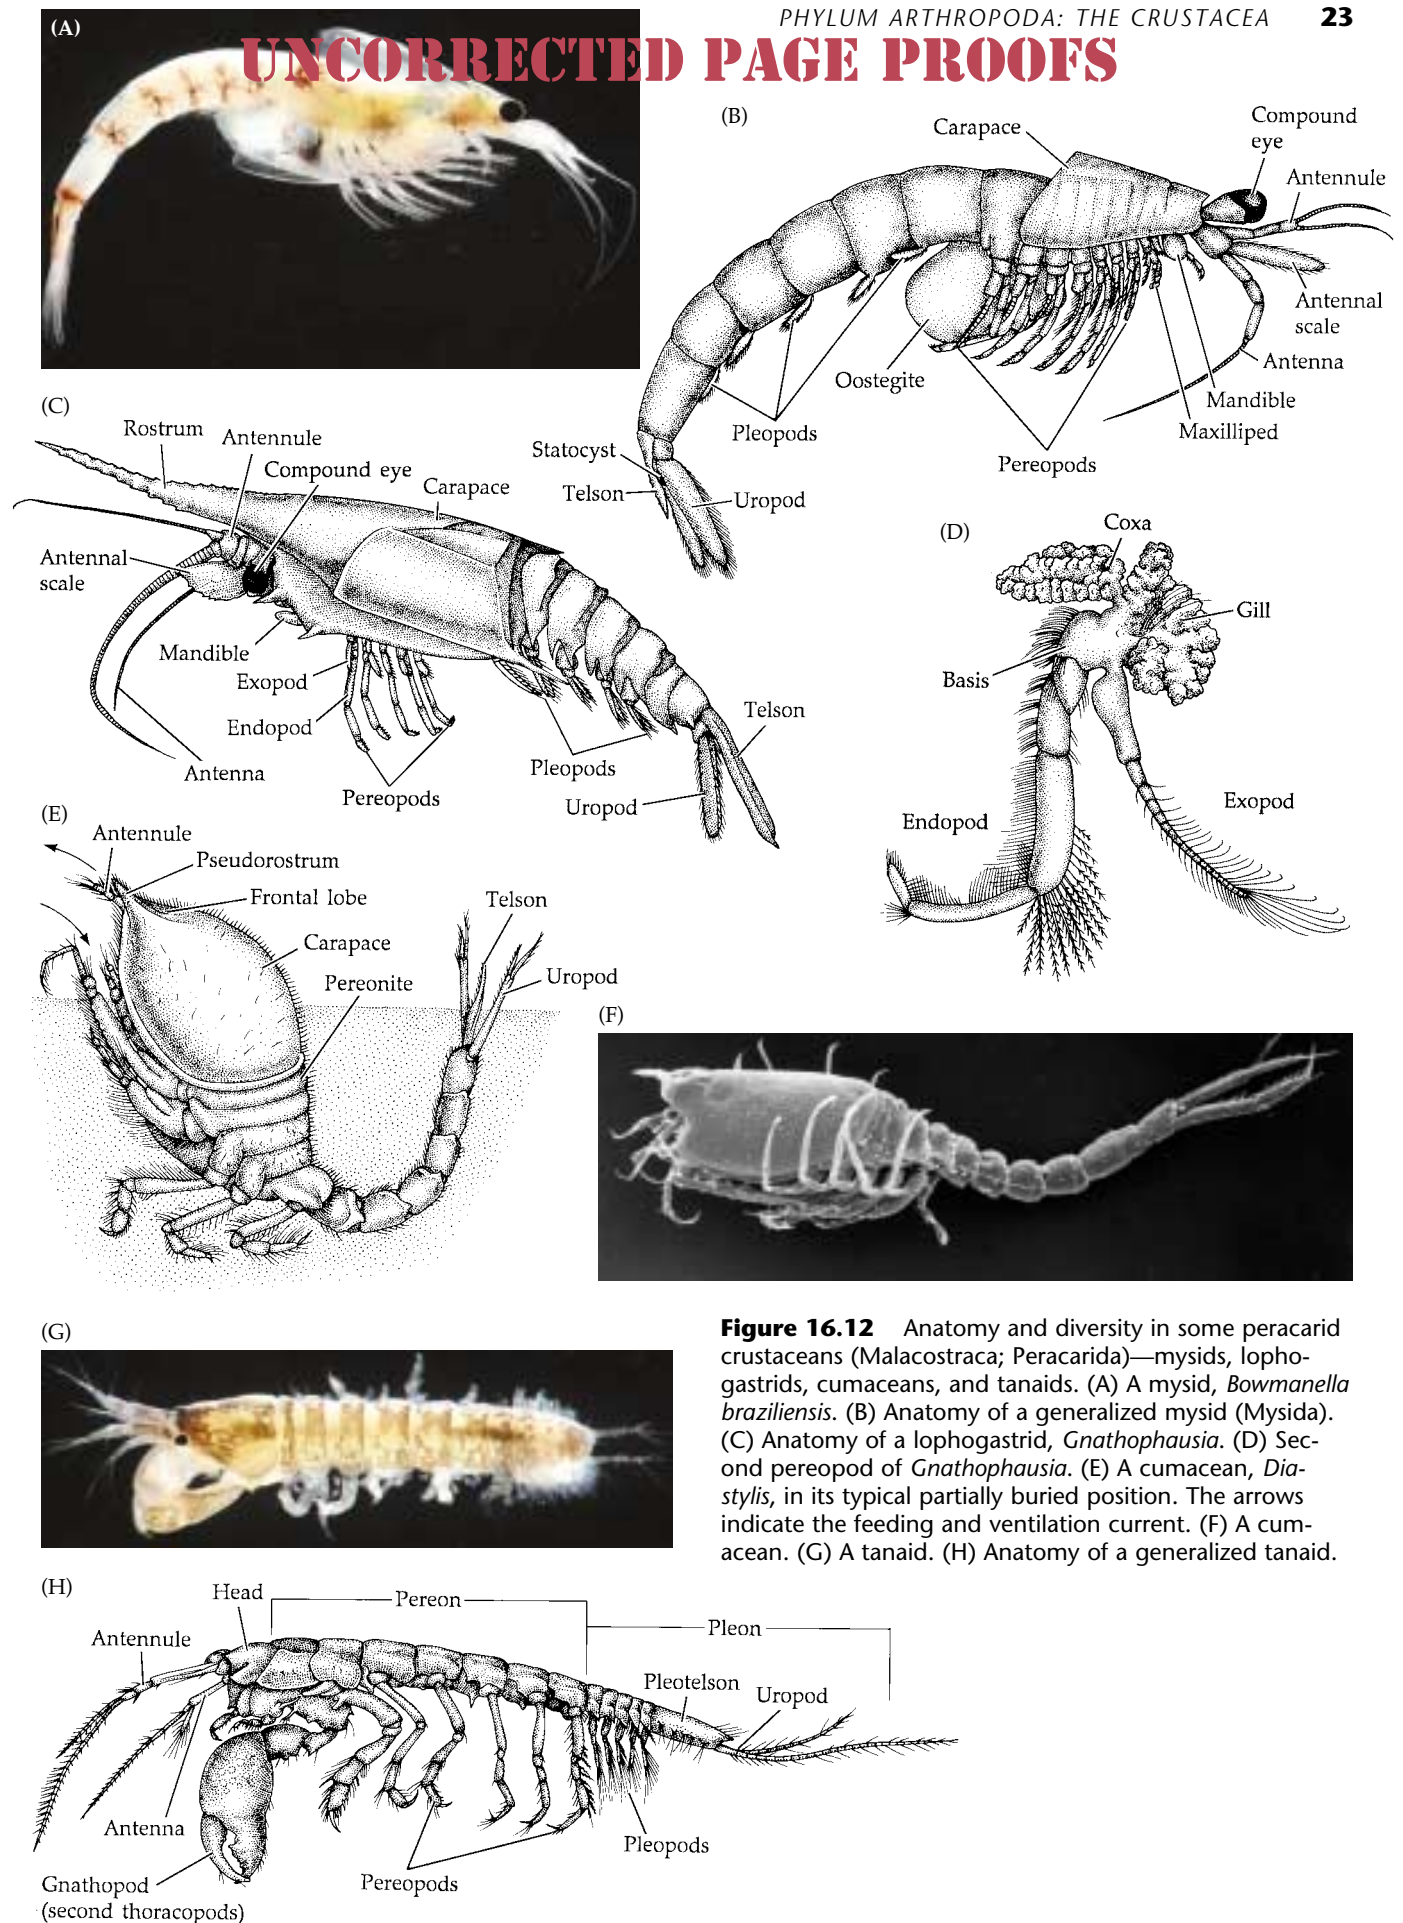 PHYLUM ARTHROPODA: THE CRUSTACEA 23
UNCORRECTED PAGE PROOFS
(A)
(B)
Carapace
Compound
eye
Antennule
Antennal
scale
Antenna
Mandible
Maxilliped
Pereopods
Oostegite
Pleopods
Statocyst
Telson
Uropod
(C)
Rostrum
Antennule
Compound eye
Carapace
Antennal
scale
Mandible
Exopod
Endopod
Antenna
Pereopods
Pleopods
Uropod
Telson
(D)
Coxa
Gill
Basis
Endopod
Exopod
(E)
Antennule
Pseudorostrum
Frontal lobe
Carapace
Pereonite
Telson
Uropod
(F)
(G)
Figure 16.12 Anatomy and diversity in some peracarid
crustaceans (Malacostraca; Peracarida)—mysids, lopho-
gastrids, cumaceans, and tanaids. (A) A mysid, Bowmanella
braziliensis. (B) Anatomy of a generalized mysid (Mysida).
(C) Anatomy of a lophogastrid, Gnathophausia. (D) Sec-
ond pereopod of Gnathophausia. (E) A cumacean, Dia-
stylis, in its typical partially buried position. The arrows
indicate the feeding and ventilation current. (F) A cum-
acean. (G) A tanaid. (H) Anatomy of a generalized tanaid.
(H)
Head
Pereon
Pleon
Antennule
Pleotelson
Uropod
Antenna
Gnathopod
(second thoracopods)
Pereopods
Pleopods